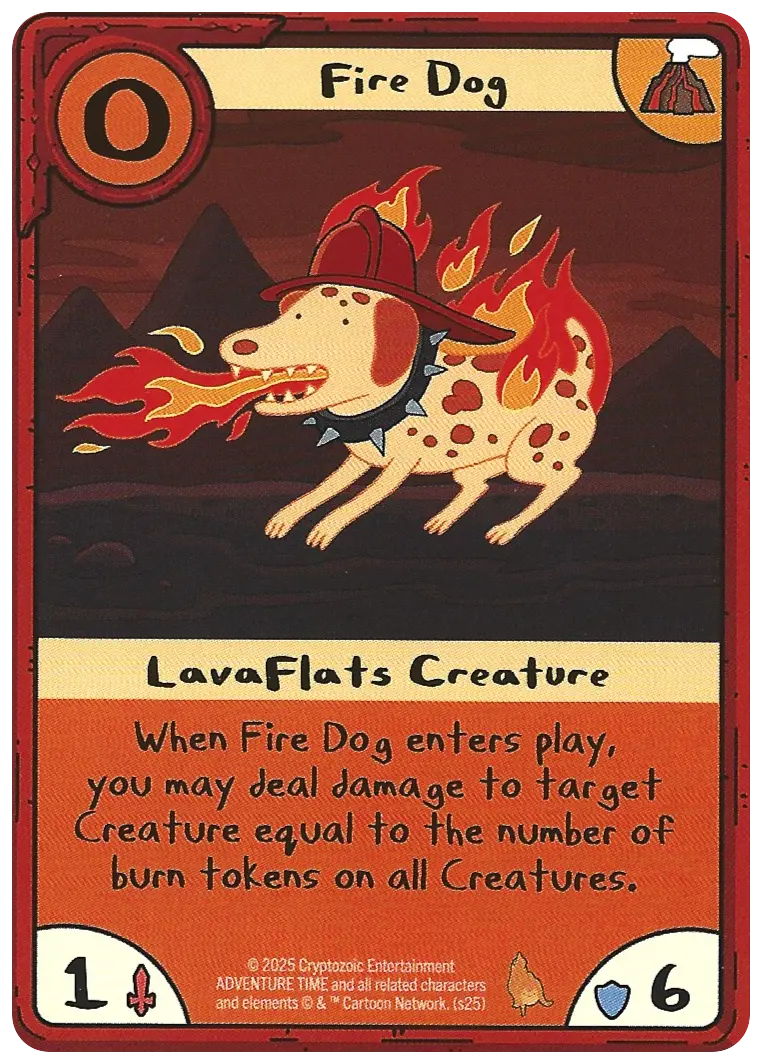 0
Fire Dog
LavaFlats Creature
When Fire Dog enters play,
you may deal damage to target
Creature equal to the number of
burn tokens on all Creatures.
1
© 2025 Cryptozoic Entertainment
ADVENTURE TIME and all related characters
and elements © & ™ Cartoon Network. (s25)
6